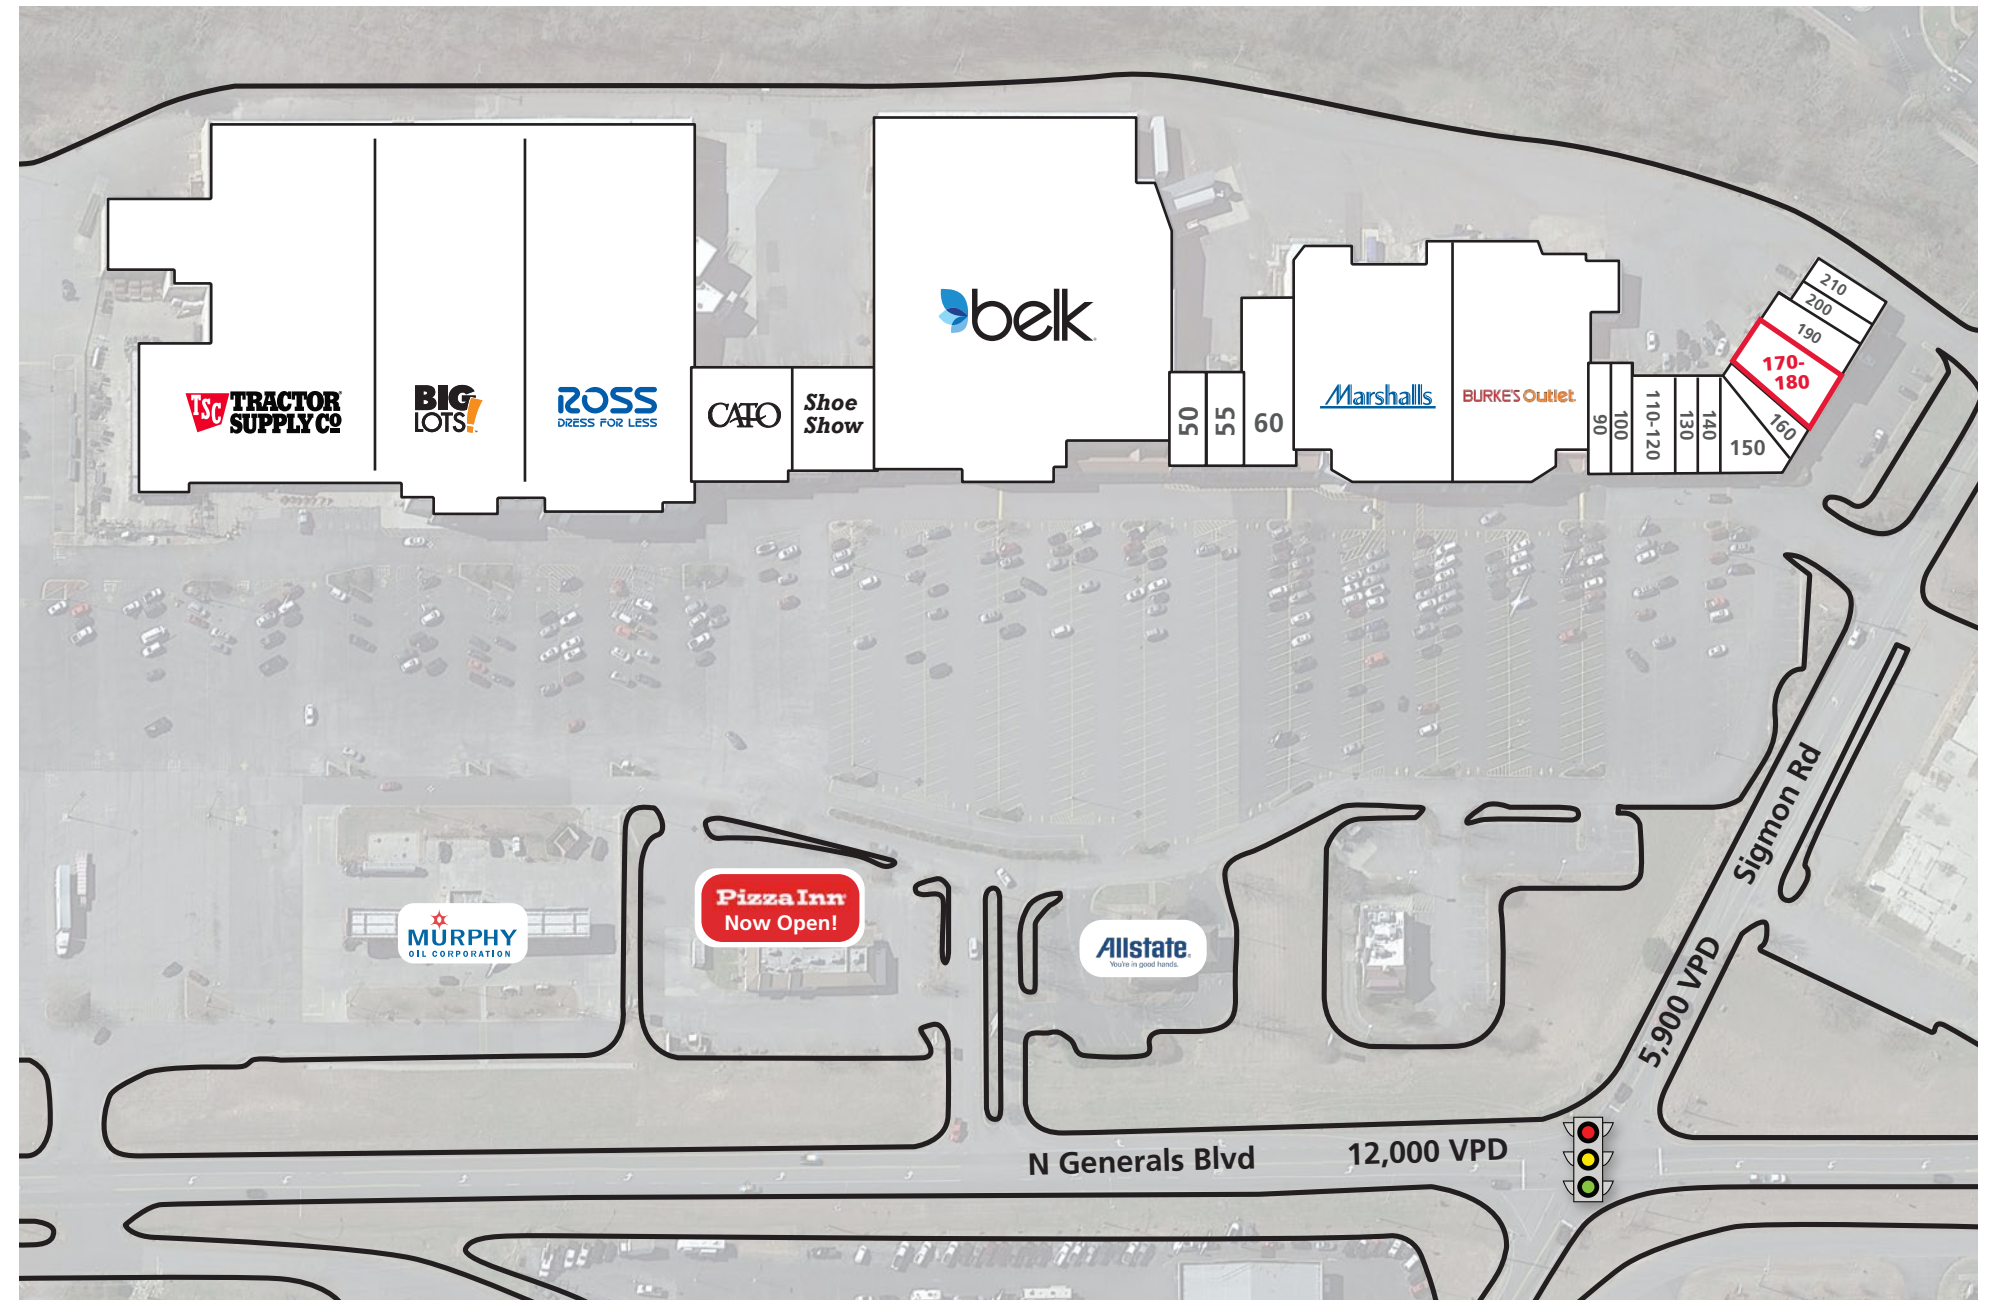 TSC TRACTOR
SUPPLY CO
BIG
LOTS!
ROSS
DRESS FOR LESS
CATO
Shoe
Show
belk
50
55
60
Marshalls
BURKE'S Outlet
90
100
110-120
130
140
150
160
170-
180
190
200
210
MURPHY
OIL CORPORATION
Pizza Inn
Now Open!
Allstate.
You're in good hands.
Sigmon Rd
5,900 VPD
N Generals Blvd
12,000 VPD